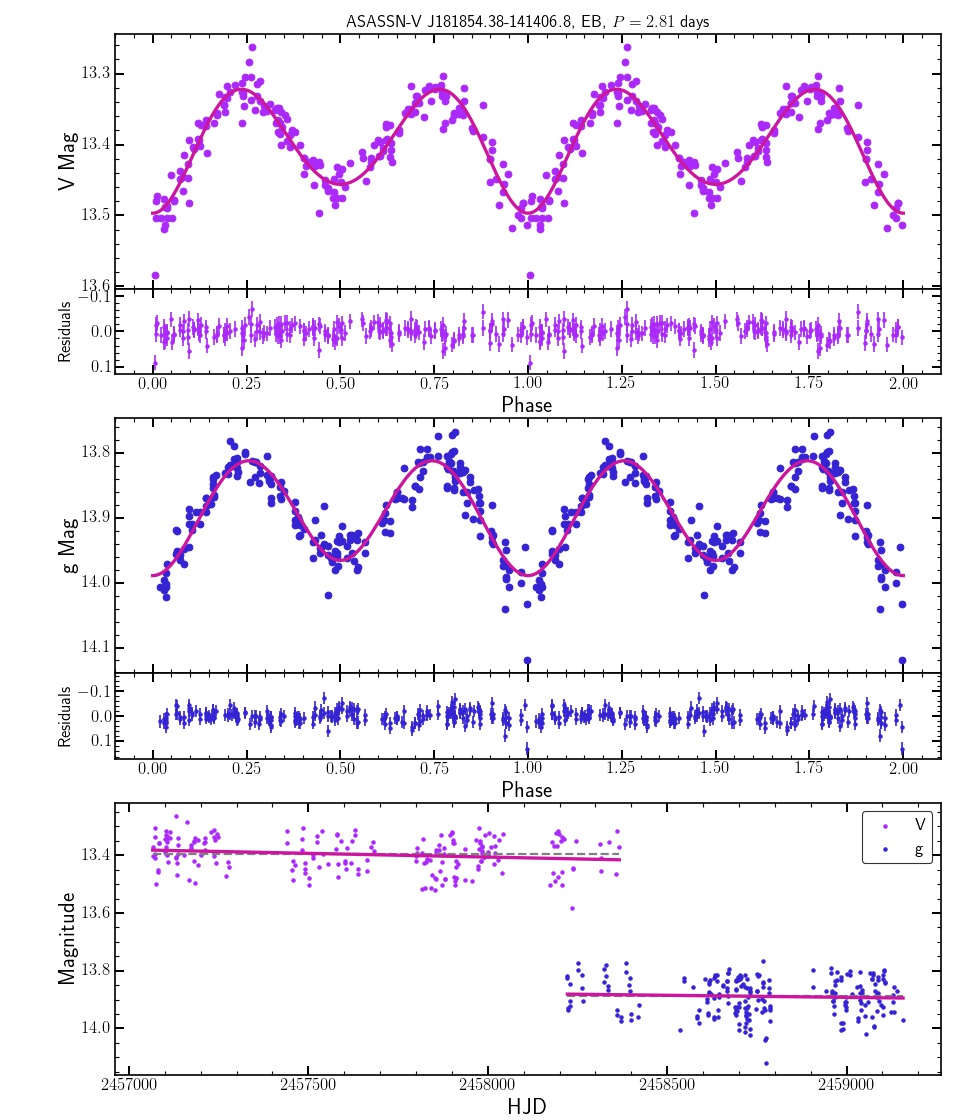 ASASSN-V J181854.38-141406.8, EB, P = 2.81 days
13.3
13.4
13.5
13.6
V Mag
−0.1
0.0
0.1
Residuals
0.00 0.25 0.50 0.75 1.00 1.25 1.50 1.75 2.00
Phase
13.8
13.9
14.0
14.1
g Mag
−0.1
0.0
0.1
Residuals
0.00 0.25 0.50 0.75 1.00 1.25 1.50 1.75 2.00
Phase
V
g
13.4
13.6
13.8
14.0
Magnitude
2457000 2457500 2458000 2458500 2459000
HJD